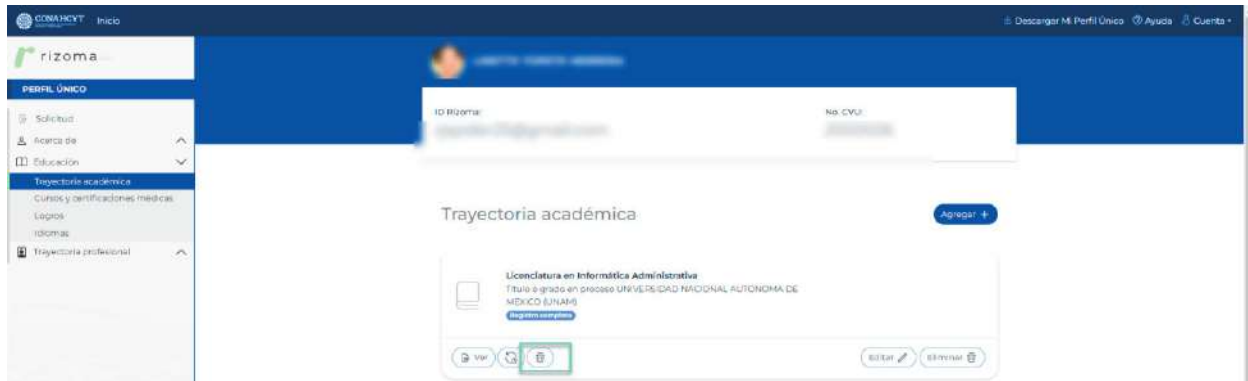 CONAHCYT Inicio
Descargar Mi Perfil Único Ayuda Cuenta
rizoma
PERFIL ÚNICO
Solicitud
Acerca de
Educación
Trayectoria académica
Cursos y certificaciones médicas
Logros
Idiomas
Trayectoria profesional
ID Rizoma:
No. CVU:
Trayectoria académica
Agregar +
Licenciatura en Informática Administrativa
Título o grado en proceso UNIVERSIDAD NACIONAL AUTONOMA DE
MEXICO (UNAM)
Registro completo
Ver
Editar
Eliminar